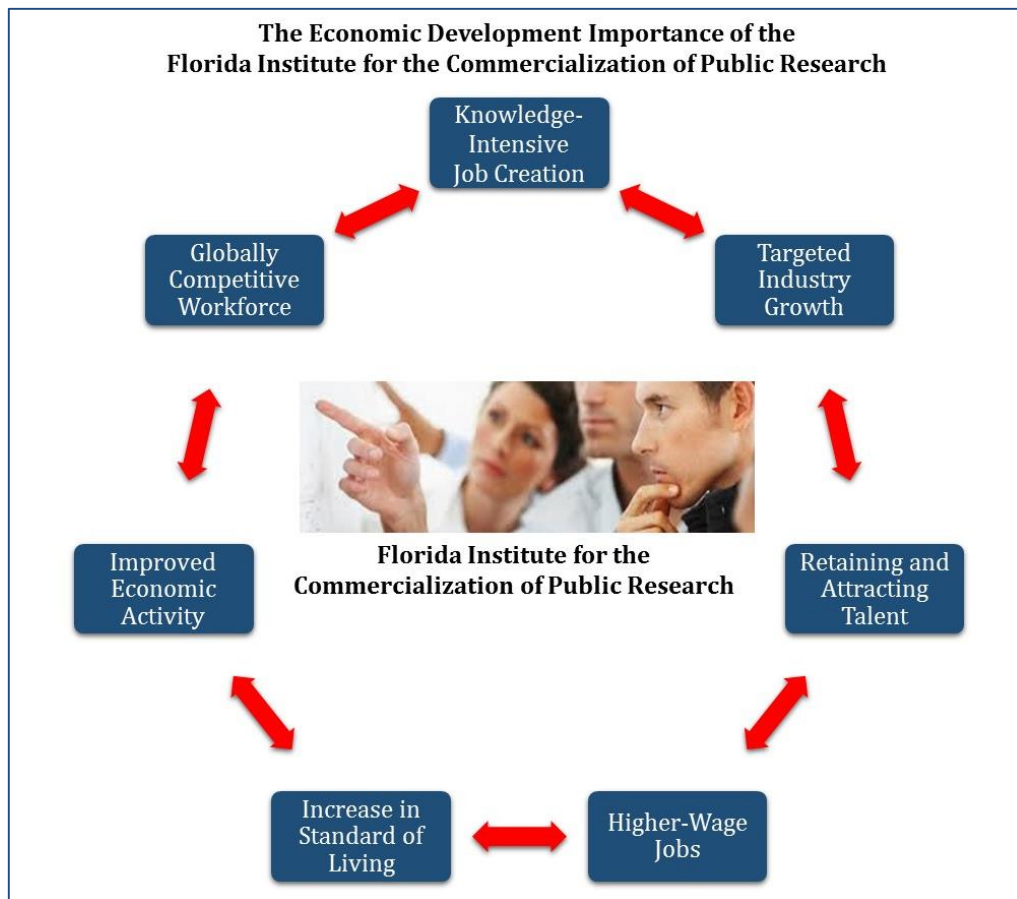 The Economic Development Importance of the
Florida Institute for the Commercialization of Public Research
Knowledge-
Intensive
Job Creation
Targeted
Industry
Growth
Retaining and
Attracting
Talent
Higher-Wage
Jobs
Increase in
Standard of
Living
Improved
Economic
Activity
Globally
Competitive
Workforce
Florida Institute for the
Commercialization of Public Research